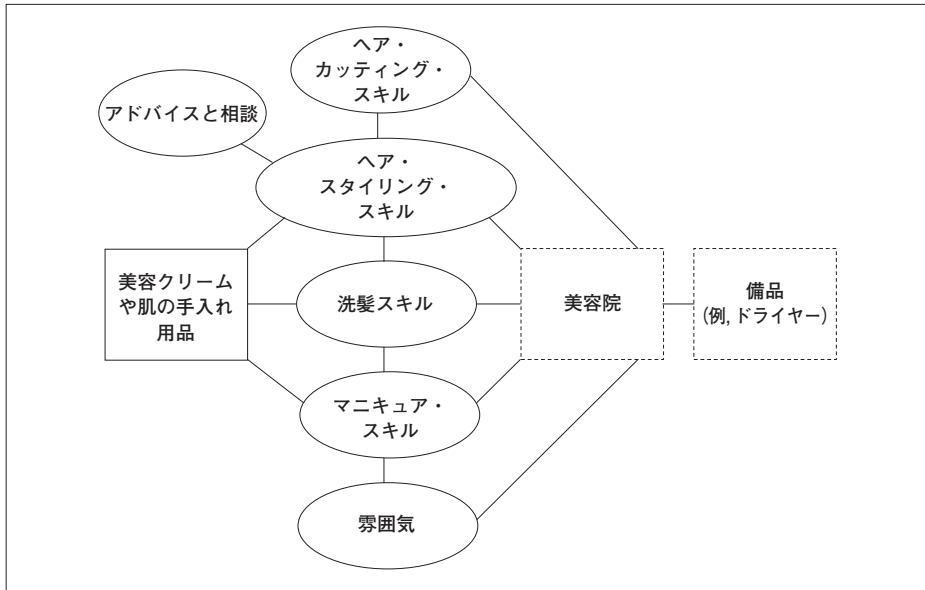 ヘア・
カッティング・
スキル
アドバイスと相談
ヘア・
スタイリング・
スキル
美容クリーム
や肌の手入れ
用品
洗髪スキル
美容院
備品
(例, ドライヤー)
マニキュア・
スキル
雰囲気